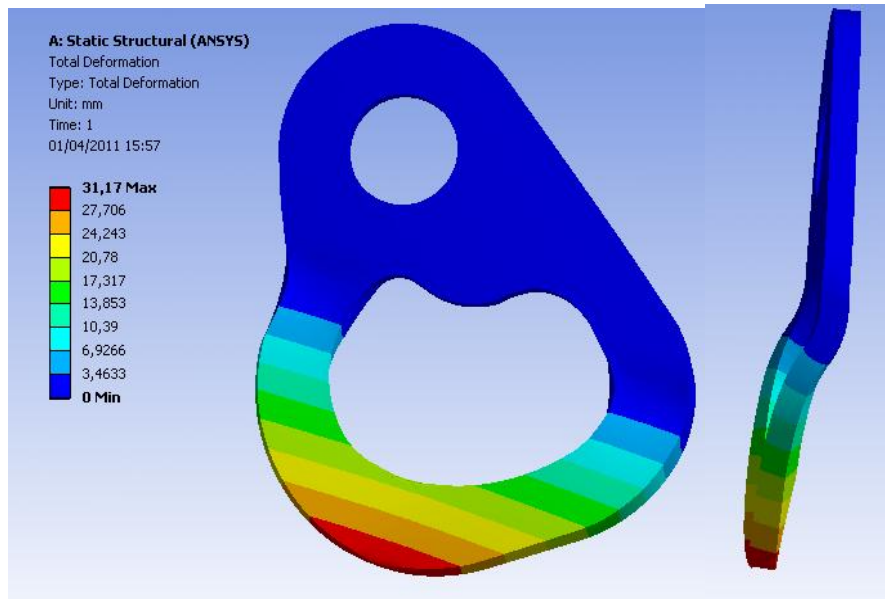 A: Static Structural (ANSYS)
Total Deformation
Type: Total Deformation
Unit: mm
Time: 1
01/04/2011 15:57
31,17 Max
27,706
24,243
20,78
17,317
13,853
10,39
6,9266
3,4633
0 Min